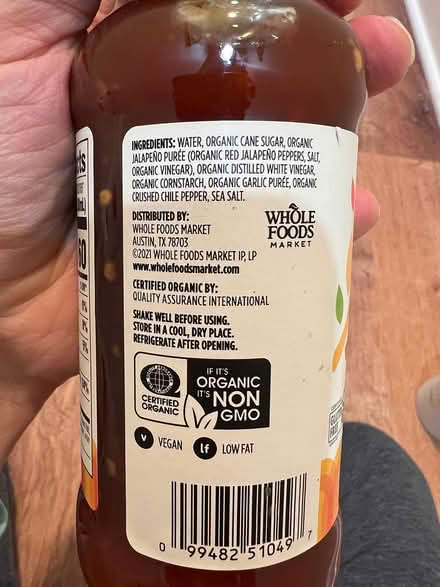 INGREDIENTS: WATER, ORGANIC CANE SUGAR, ORGANIC
JALAPEÑO PURÉE (ORGANIC RED JALAPEÑO PEPPERS, SALT,
ORGANIC VINEGAR), ORGANIC DISTILLED WHITE VINEGAR,
ORGANIC CORNSTARCH, ORGANIC GARLIC PURÉE, ORGANIC
CRUSHED CHILE PEPPER, SEA SALT.
DISTRIBUTED BY:
WHOLE FOODS MARKET
AUSTIN, TX 78703
©2021 WHOLE FOODS MARKET IP, LP
www.wholefoodsmarket.com
WHOLE
FOODS
MARKET
CERTIFIED ORGANIC BY:
QUALITY ASSURANCE INTERNATIONAL
SHAKE WELL BEFORE USING.
STORE IN A COOL, DRY PLACE.
REFRIGERATE AFTER OPENING.
CERTIFIED
ORGANIC
IF IT'S
ORGANIC
IT'S NON
GMO
V VEGAN
lf LOW FAT
0 99482 51049 7